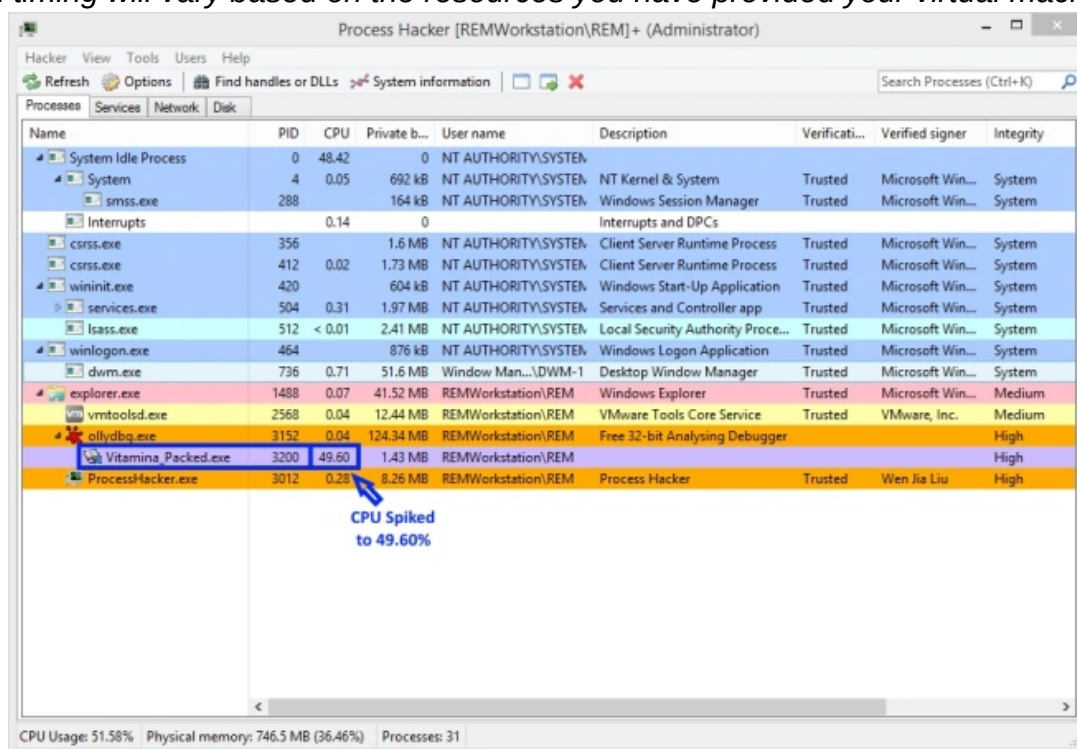 timing will vary based on the resources you have provided your virtual
Process Hacker [REMWorkstation\REM]+ (Administrator)
Hacker View Tools Users Help
Refresh Options Find handles or DLLs System information Search Processes (Ctrl+K)
Processes Services Network Disk
Name PID CPU Private b... User name Description Verificati... Verified signer Integrity
System Idle Process 0 48.42 0 NT AUTHORITY\SYSTEM
System 4 0.05 692 kB NT AUTHORITY\SYSTEM NT Kernel & System Trusted Microsoft Win... System
smss.exe 288 164 kB NT AUTHORITY\SYSTEM Windows Session Manager Trusted Microsoft Win... System
Interrupts 0.14 0 Interrupts and DPCs
csrss.exe 356 1.6 MB NT AUTHORITY\SYSTEM Client Server Runtime Process Trusted Microsoft Win... System
csrss.exe 412 0.02 1.73 MB NT AUTHORITY\SYSTEM Client Server Runtime Process Trusted Microsoft Win... System
wininit.exe 420 604 kB NT AUTHORITY\SYSTEM Windows Start-Up Application Trusted Microsoft Win... System
services.exe 504 0.31 1.97 MB NT AUTHORITY\SYSTEM Services and Controller app Trusted Microsoft Win... System
lsass.exe 512 < 0.01 2.41 MB NT AUTHORITY\SYSTEM Local Security Authority Proce... Trusted Microsoft Win... System
winlogon.exe 464 876 kB NT AUTHORITY\SYSTEM Windows Logon Application Trusted Microsoft Win... System
dwm.exe 736 0.71 51.6 MB Window Man...\DWM-1 Desktop Window Manager Trusted Microsoft Win... System
explorer.exe 1488 0.07 41.52 MB REMWorkstation\REM Windows Explorer Trusted Microsoft Win... Medium
vmtoolsd.exe 2568 0.04 12.44 MB REMWorkstation\REM VMware Tools Core Service Trusted VMware, Inc. Medium
ollydbg.exe 3152 0.04 124.34 MB REMWorkstation\REM Free 32-bit Analysing Debugger High
Vitamina_Packed.exe 3200 49.60 1.43 MB REMWorkstation\REM High
ProcessHacker.exe 3012 0.28 8.26 MB REMWorkstation\REM Process Hacker Trusted Wen Jia Liu High
CPU Spiked
to 49.60%
CPU Usage: 51.58% Physical memory: 746.5 MB (36.46%) Processes: 31